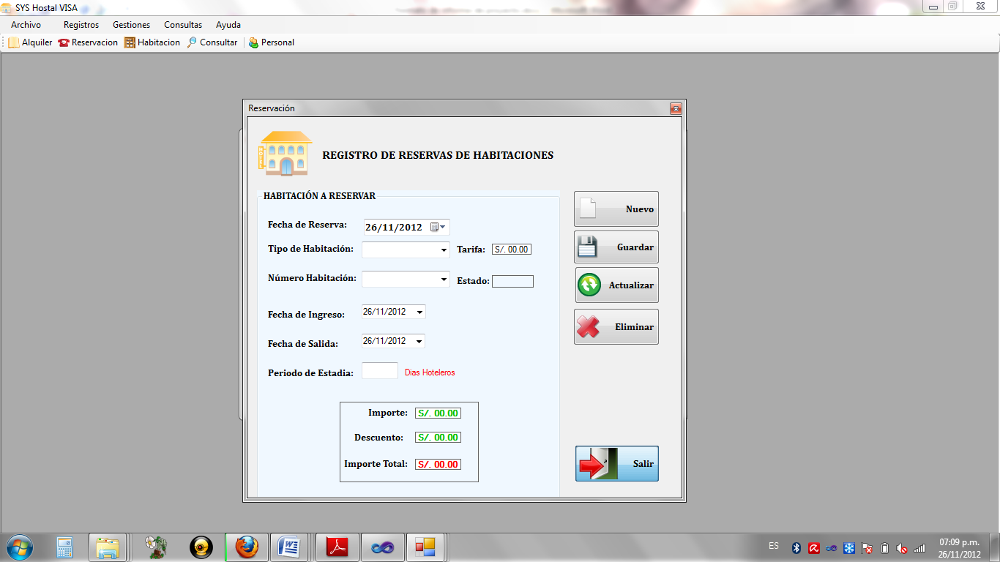 SYS Hostal VISA
Archivo Registros Gestiones Consultas Ayuda
Alquiler Reservacion Habitacion Consultar Personal
Reservación
REGISTRO DE RESERVAS DE HABITACIONES
HABITACIÓN A RESERVAR
Fecha de Reserva: 26/11/2012
Tipo de Habitación: Tarifa: S/. 00.00
Número Habitación: Estado:
Fecha de Ingreso: 26/11/2012
Fecha de Salida: 26/11/2012
Periodo de Estadia: Dias Hoteleros
Importe: S/. 00.00
Descuento: S/. 00.00
Importe Total: S/. 00.00
Nuevo
Guardar
Actualizar
Eliminar
Salir
ES
07:09 p.m.
26/11/2012